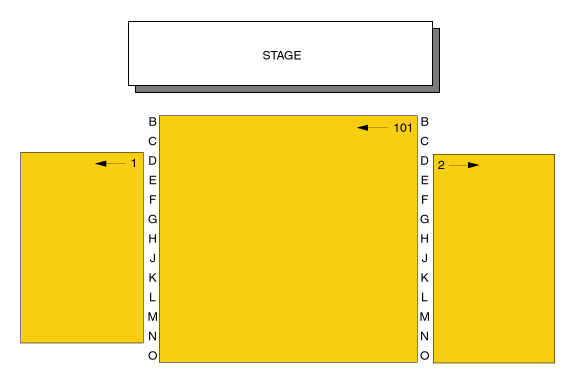 STAGE
B 101 B
C C
D 1 D 2
E E
F F
G G
H H
J J
K K
L L
M M
N N
O O